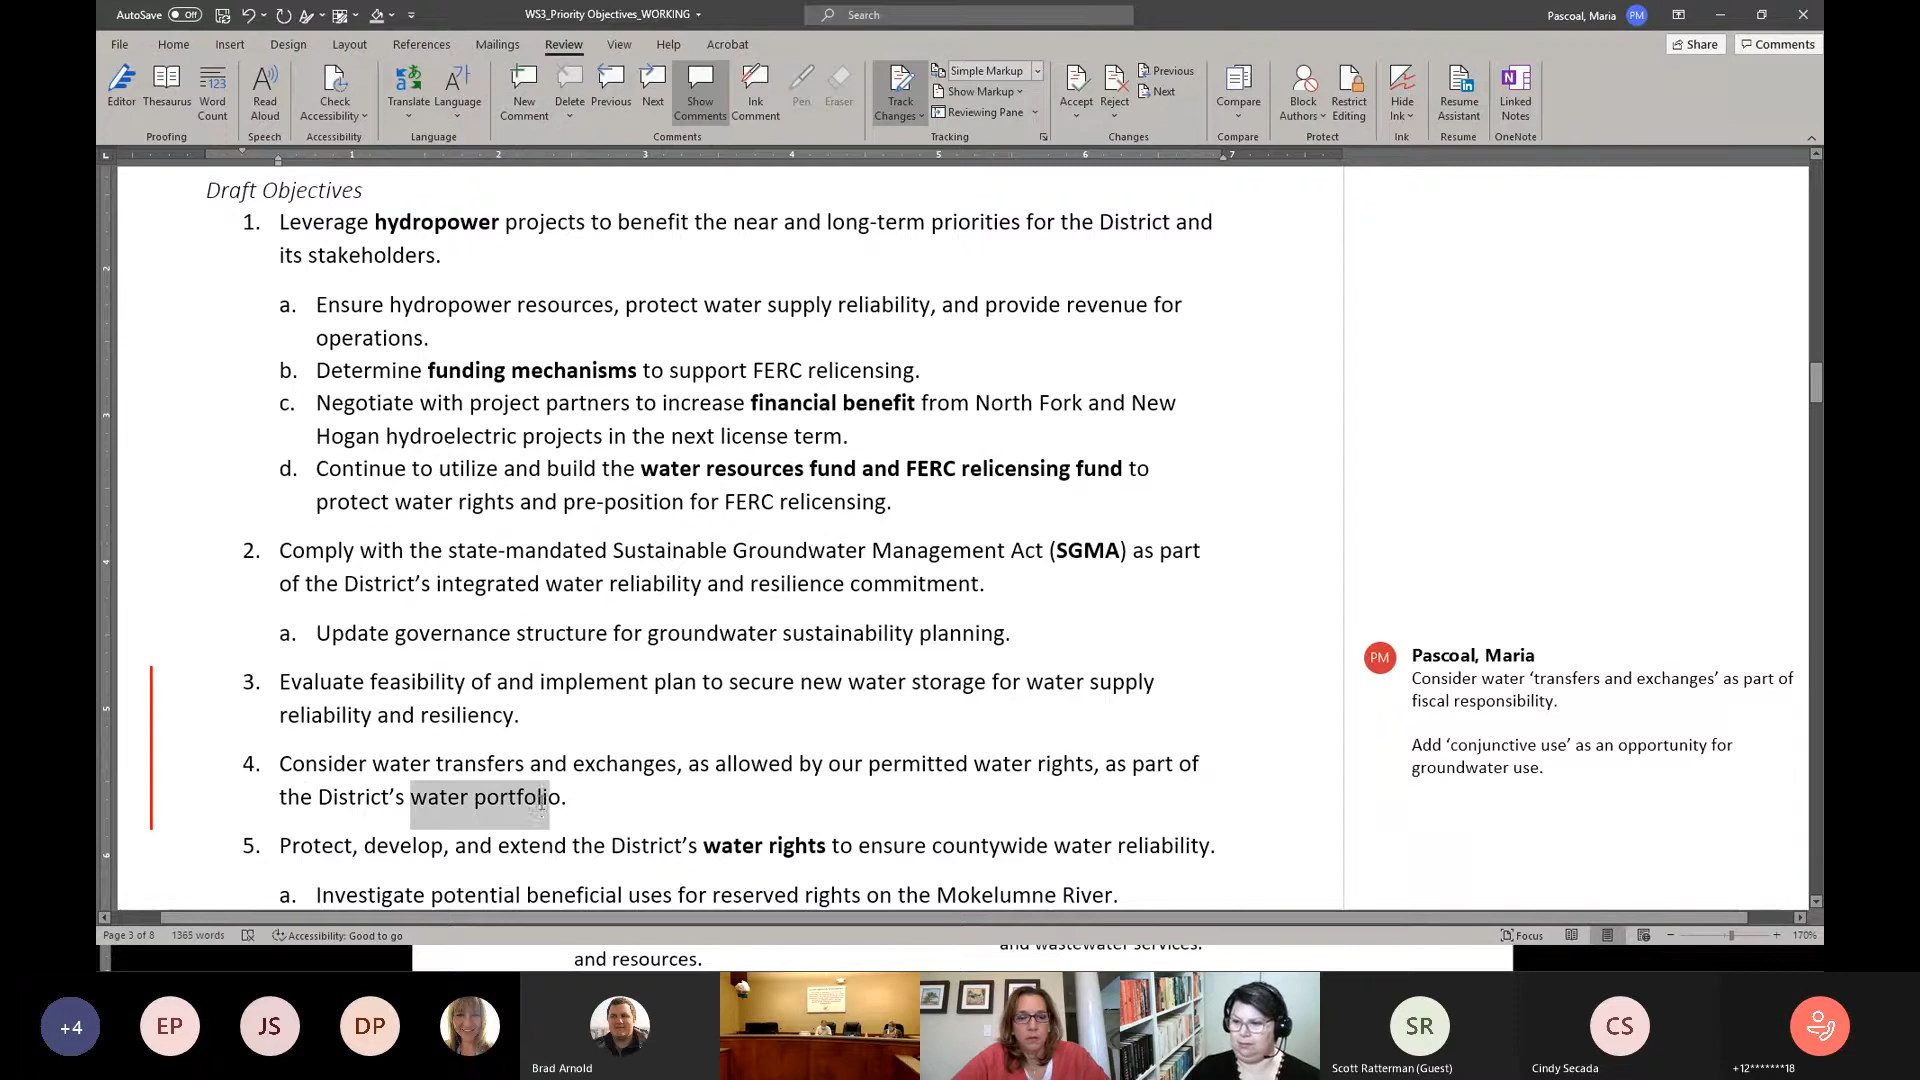 AutoSave Off
WS3_Priority Objectives_WORKING
Search
Pascoal, Maria PM
File Home Insert Design Layout References Mailings Review View Help Acrobat
Share Comments
Editor
Thesaurus
Word Count
Proofing
Read Aloud
Speech
Check Accessibility
Accessibility
Translate
Language
Language
New Comment
Delete
Previous
Next
Show Comments
Ink Comment
Pen
Eraser
Comments
Track Changes
Simple Markup
Show Markup
Reviewing Pane
Tracking
Accept
Reject
Previous
Next
Changes
Compare
Compare
Block Authors
Restrict Editing
Protect
Hide Ink
Ink
Resume Assistant
Resume
Linked Notes
OneNote
1 2 3 4 5 6 7
Draft Objectives
1. Leverage hydropower projects to benefit the near and long-term priorities for the District and
its stakeholders.
a. Ensure hydropower resources, protect water supply reliability, and provide revenue for
operations.
b. Determine funding mechanisms to support FERC relicensing.
c. Negotiate with project partners to increase financial benefit from North Fork and New
Hogan hydroelectric projects in the next license term.
d. Continue to utilize and build the water resources fund and FERC relicensing fund to
protect water rights and pre-position for FERC relicensing.
2. Comply with the state-mandated Sustainable Groundwater Management Act (SGMA) as part
of the District’s integrated water reliability and resilience commitment.
a. Update governance structure for groundwater sustainability planning.
3. Evaluate feasibility of and implement plan to secure new water storage for water supply
reliability and resiliency.
4. Consider water transfers and exchanges, as allowed by our permitted water rights, as part of
the District’s water portfolio.
5. Protect, develop, and extend the District’s water rights to ensure countywide water reliability.
a. Investigate potential beneficial uses for reserved rights on the Mokelumne River.
PM Pascoal, Maria
Consider water ‘transfers and exchanges’ as part of
fiscal responsibility.
Add ‘conjunctive use’ as an opportunity for
groundwater use.
Page 3 of 8 1365 words Accessibility: Good to go
Focus 170%
and wastewater services.
and resources.
+4
EP
JS
DP
Brad Arnold
SR
Scott Ratterman (Guest)
CS
Cindy Secada
+12*******18